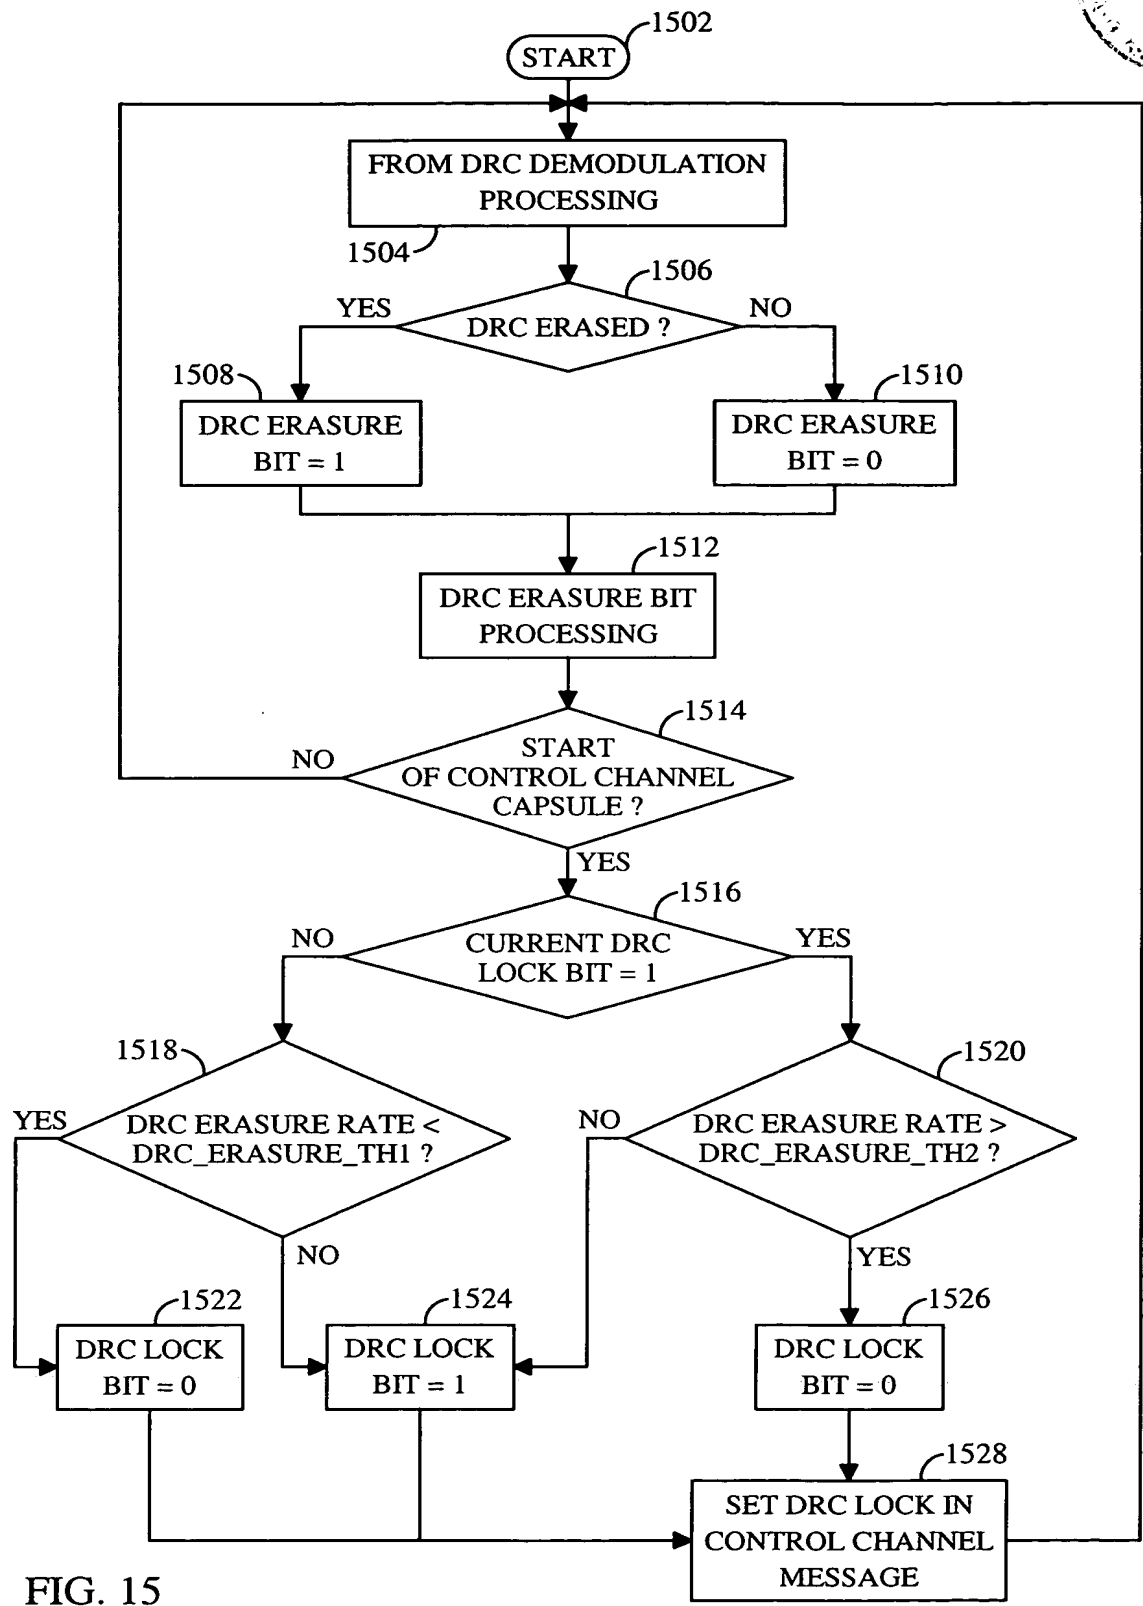 1502
START
FROM DRC DEMODULATION
PROCESSING
1504
1506
YES
DRC ERASED ?
NO
1508
DRC ERASURE
BIT = 1
1510
DRC ERASURE
BIT = 0
1512
DRC ERASURE BIT
PROCESSING
1514
START
OF CONTROL CHANNEL
CAPSULE ?
NO
YES
1516
NO
CURRENT DRC
LOCK BIT = 1
YES
1518
YES
DRC ERASURE RATE <
DRC_ERASURE_TH1 ?
NO
1520
NO
DRC ERASURE RATE >
DRC_ERASURE_TH2 ?
YES
1522
DRC LOCK
BIT = 0
1524
DRC LOCK
BIT = 1
1526
DRC LOCK
BIT = 0
1528
SET DRC LOCK IN
CONTROL CHANNEL
MESSAGE
FIG. 15